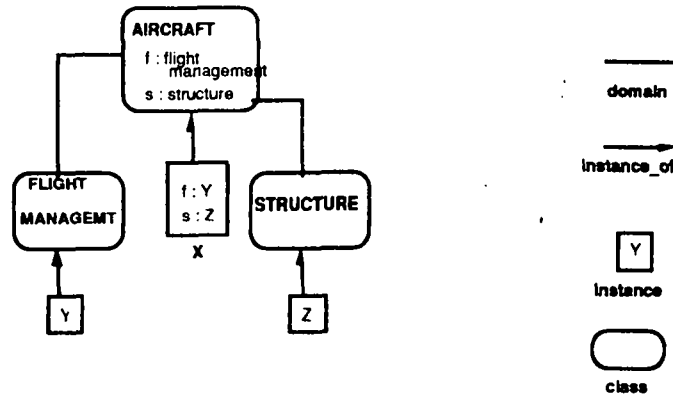 AIRCRAFT
f : flight
management
s : structure
FLIGHT
MANAGEMT
f : Y
s : Z
X
STRUCTURE
Y
Z
domain
instance_of
Y
instance
class